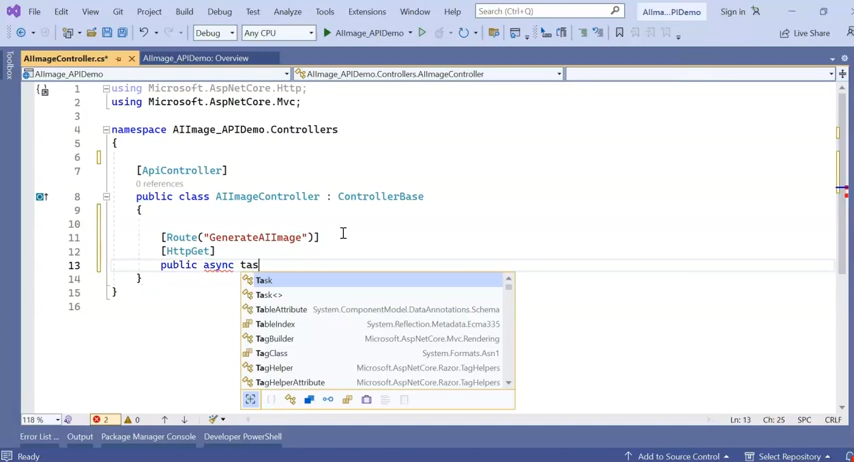 File Edit View Git Project Build Debug Test Analyze Tools Extensions Window Help Search (Ctrl+Q) AIIma...PIDemo Sign in
Debug Any CPU AIImage_APIDemo Live Share
Toolbox
AIImageController.cs* AIImage_APIDemo: Overview
AIImage_APIDemo AIImage_APIDemo.Controllers.AIImageController
1 using Microsoft.AspNetCore.Http;
2 using Microsoft.AspNetCore.Mvc;
3
4 namespace AIImage_APIDemo.Controllers
5 {
6
7 [ApiController]
0 references
8 public class AIImageController : ControllerBase
9 {
10
11 [Route("GenerateAIImage")]
12 [HttpGet]
13 public async tas
14 }
15 }
16
Task
Task<>
TableAttribute System.ComponentModel.DataAnnotations.Schema
TableIndex System.Reflection.Metadata.Ecma335
TagBuilder Microsoft.AspNetCore.Mvc.Rendering
TagClass System.Formats.Asn1
TagHelper Microsoft.AspNetCore.Razor.TagHelpers
TagHelperAttribute Microsoft.AspNetCore.Razor.TagHelpers
118 % 2 0 Ln: 13 Ch: 25 SPC CRLF
Error List ... Output Package Manager Console Developer PowerShell
Ready Add to Source Control Select Repository